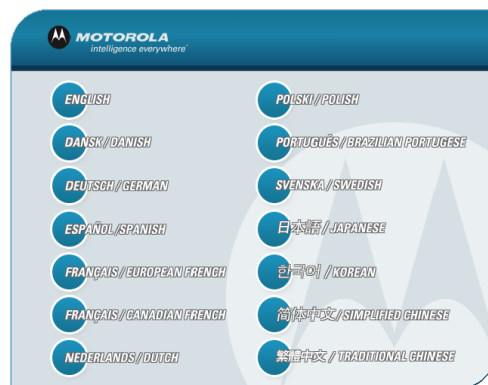 MOTOROLA
intelligence everywhere
ENGLISH
DANSK / DANISH
DEUTSCH / GERMAN
ESPAÑOL / SPANISH
FRANÇAIS / EUROPEAN FRENCH
FRANÇAIS / CANADIAN FRENCH
NEDERLANDS / DUTCH
POLSKI / POLISH
PORTUGUÊS / BRAZILIAN PORTUGESE
SVENSKA / SWEDISH
日本語 / JAPANESE
한국어 / KOREAN
简体中文 / SIMPLIFIED CHINESE
繁體中文 / TRADITIONAL CHINESE